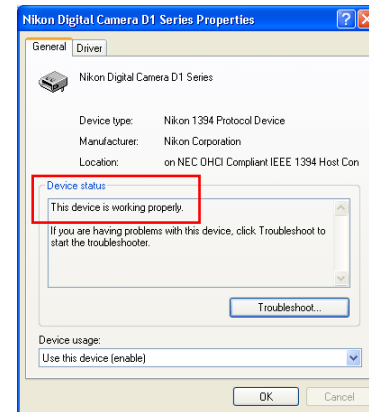 Nikon Digital Camera D1 Series Properties
General
Driver
Nikon Digital Camera D1 Series
Device type: Nikon 1394 Protocol Device
Manufacturer: Nikon Corporation
Location: on NEC OHCI Compliant IEEE 1394 Host Con
Device status
This device is working properly.
If you are having problems with this device, click Troubleshoot to
start the troubleshooter.
Troubleshoot...
Device usage:
Use this device (enable)
OK
Cancel